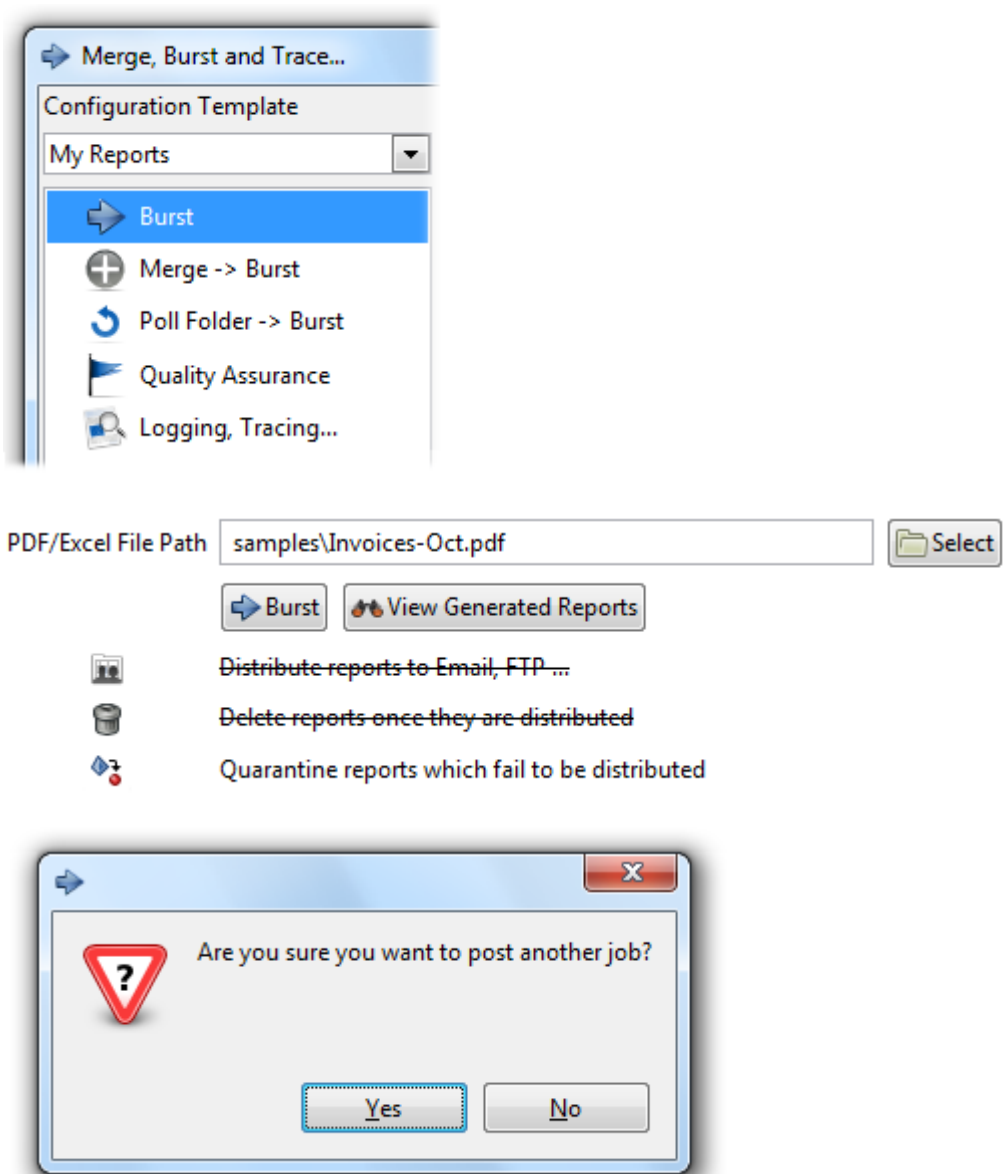 Merge, Burst and Trace...
Configuration Template
My Reports
Burst
Merge -> Burst
Poll Folder -> Burst
Quality Assurance
Logging, Tracing...
PDF/Excel File Path samples\Invoices-Oct.pdf Select
Burst View Generated Reports
Distribute reports to Email, FTP ...
Delete reports once they are distributed
Quarantine reports which fail to be distributed
Are you sure you want to post another job?
?
Yes No